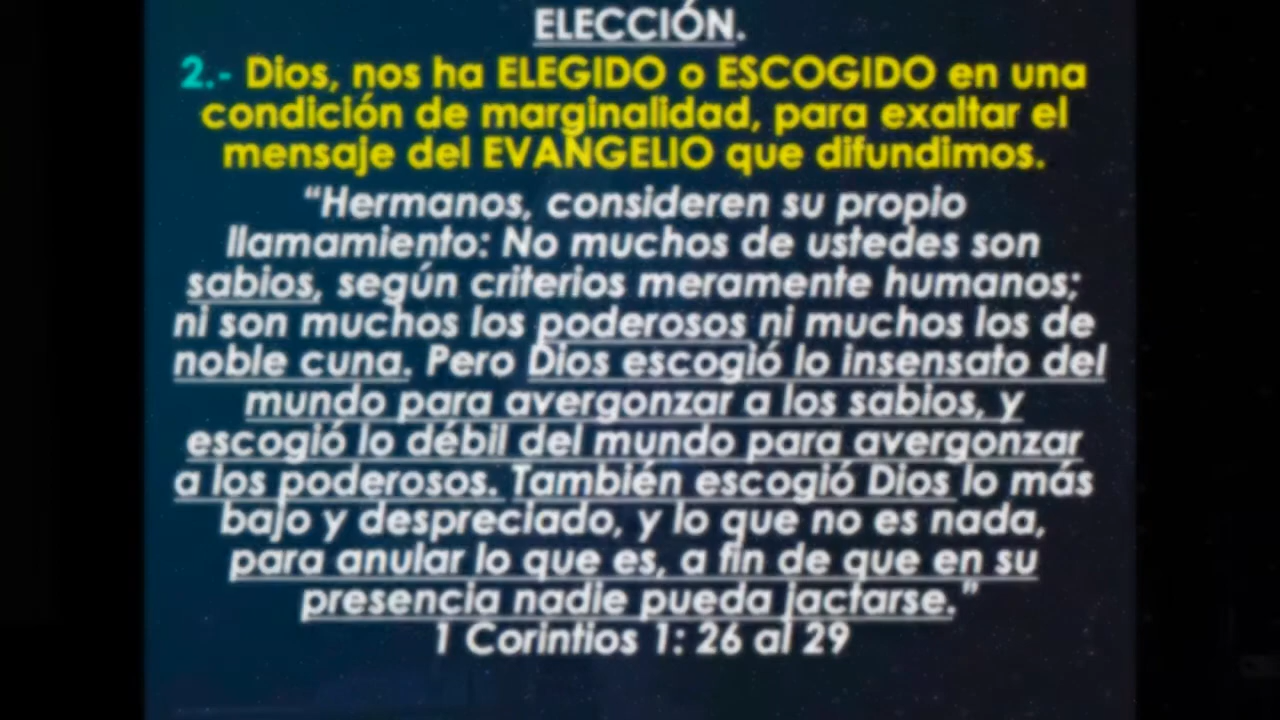 ELECCIÓN.
2.- Dios, nos ha ELEGIDO o ESCOGIDO en una
condición de marginalidad, para exaltar el
mensaje del EVANGELIO que difundimos.
“Hermanos, consideren su propio
llamamiento: No muchos de ustedes son
sabios, según criterios meramente humanos;
ni son muchos los poderosos ni muchos los de
noble cuna. Pero Dios escogió lo insensato del
mundo para avergonzar a los sabios, y
escogió lo débil del mundo para avergonzar
a los poderosos. También escogió Dios lo más
bajo y despreciado, y lo que no es nada,
para anular lo que es, a fin de que en su
presencia nadie pueda jactarse.”
1 Corintios 1: 26 al 29